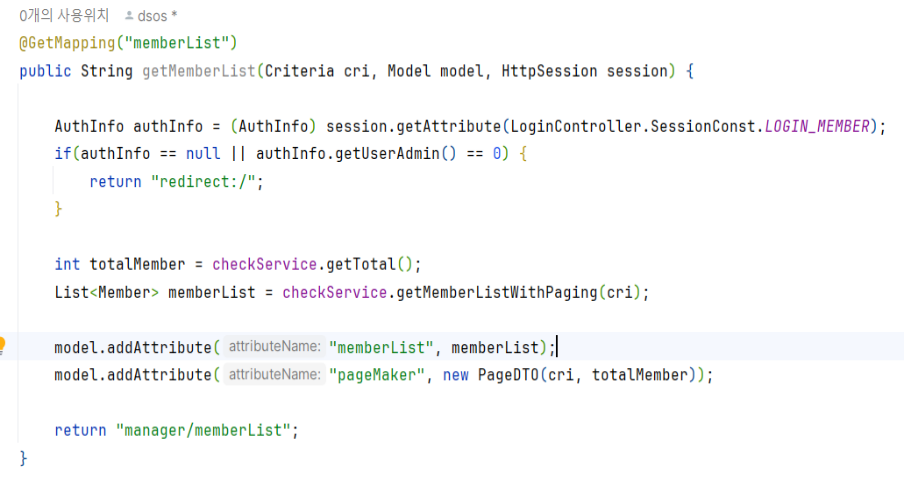 0개의 사용위치 dsos *
@GetMapping("memberList")
public String getMemberList(Criteria cri, Model model, HttpSession session) {
AuthInfo authInfo = (AuthInfo) session.getAttribute(LoginController.SessionConst.LOGIN_MEMBER);
if(authInfo == null || authInfo.getUserAdmin() == 0) {
return "redirect:/";
}
int totalMember = checkService.getTotal();
List<Member> memberList = checkService.getMemberListWithPaging(cri);
model.addAttribute( attributeName: "memberList", memberList);
model.addAttribute( attributeName: "pageMaker", new PageDTO(cri, totalMember));
return "manager/memberList";
}